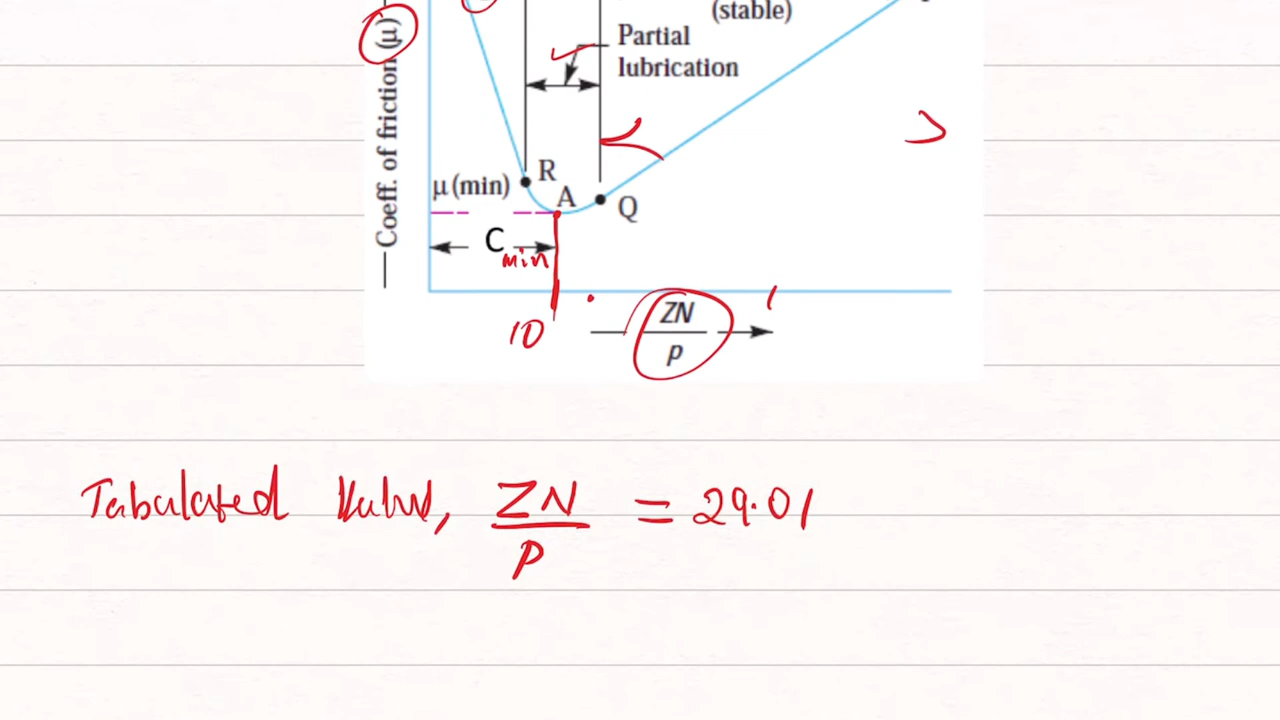 (stable)
Partial
lubrication
Coeff. of friction (μ)
R
μ (min)
A
Q
C min
10
ZN
p
Tabulated Value, ZN/P = 29.01